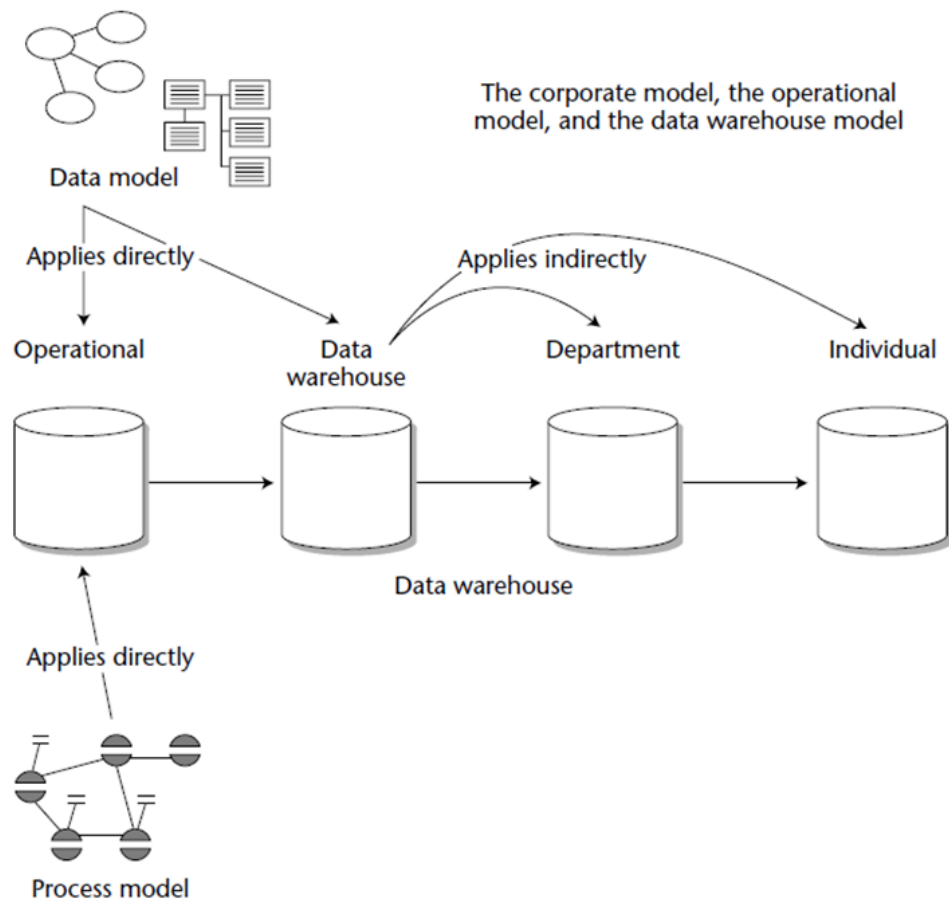 The corporate model, the operational
model, and the data warehouse model
Data model
Applies directly
Applies indirectly
Operational
Data
warehouse
Department
Individual
Data warehouse
Applies directly
Process model